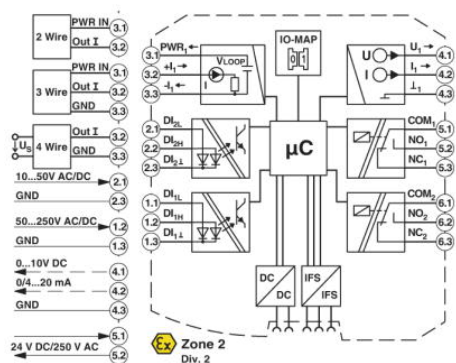 2 Wire
PWR IN 3.1
Out I 3.2
3 Wire
PWR IN 3.1
Out I 3.2
GND 3.3
US 4 Wire
Out I 3.2
GND 3.3
10...50V AC/DC 2.1
GND 2.3
50...250V AC/DC 1.2
GND 1.3
0...10V DC 4.1
0/4...20 mA 4.2
GND 4.3
5.1
24 V DC/250 V AC 5.2
3.1 PWR1
3.2 +I1
3.3 -I1
VLOOP
I
IO-MAP
0 1
U U1 4.1
I I1 4.2
⊥1 4.3
2.1 DI2L
2.2 DI2H
2.3 DI2⊥
µC
COM1 5.1
NO1 5.2
NC1 5.3
1.1 DI1L
1.2 DI1H
1.3 DI1⊥
COM2 6.1
NO2 6.2
NC2 6.3
DC
DC
IFS
IFS
Ex Zone 2
Div. 2